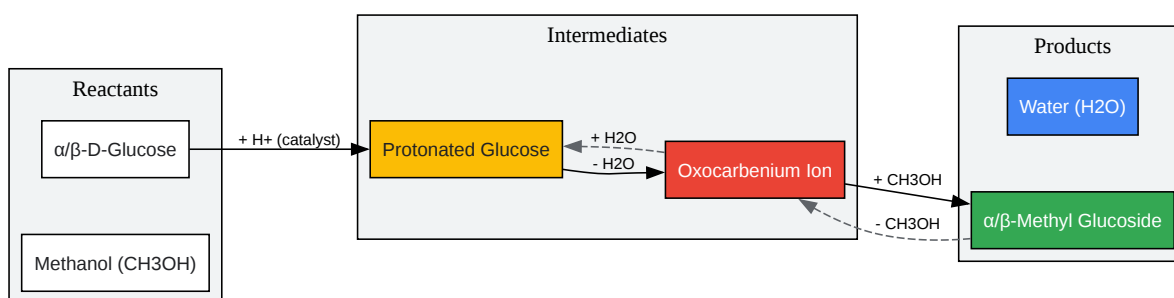 Reactants
α/β-D-Glucose
Methanol (CH3OH)
+ H+ (catalyst)
Intermediates
Protonated Glucose
+ H2O
- H2O
Oxocarbenium Ion
+ CH3OH
- CH3OH
Products
Water (H2O)
α/β-Methyl Glucoside